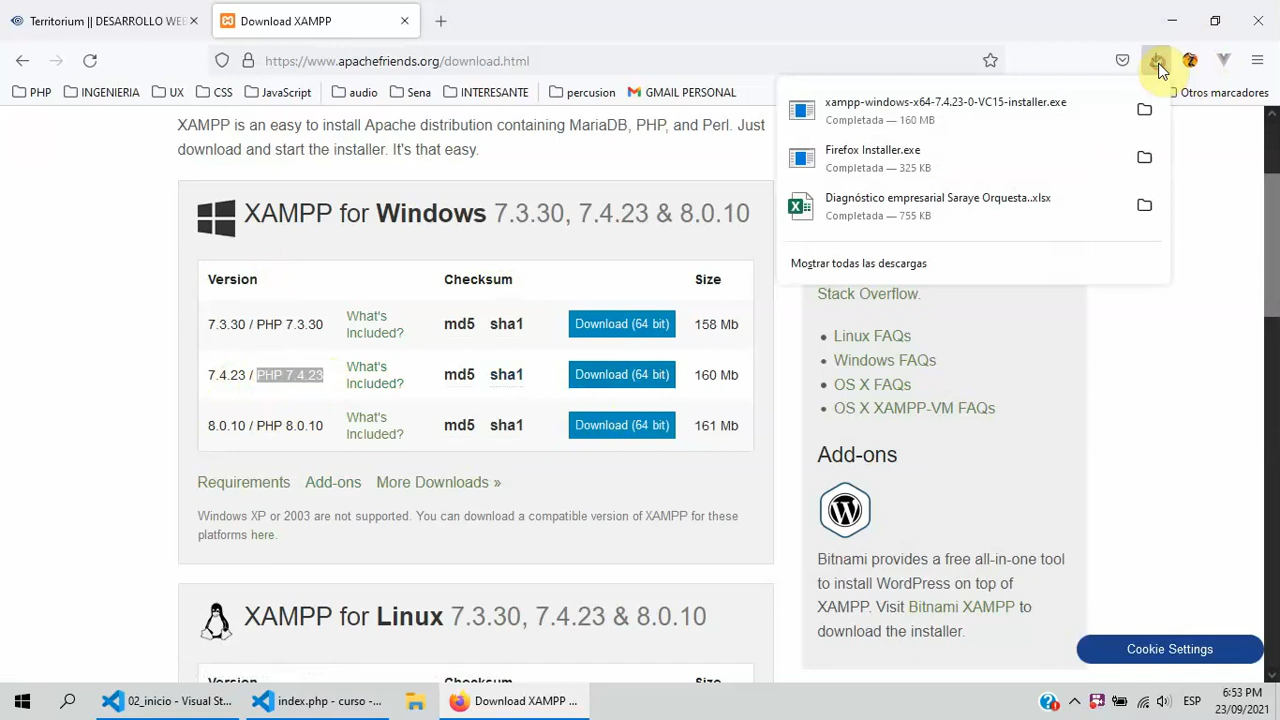 Territorium || DESARROLLO WEB
Download XAMPP
https://www.apachefriends.org/download.html
PHP
INGENIERIA
UX
CSS
JavaScript
audio
Sena
INTERESANTE
percusion
GMAIL PERSONAL
Otros marcadores
xampp-windows-x64-7.4.23-0-VC15-installer.exe
Completada — 160 MB
Firefox Installer.exe
Completada — 325 KB
Diagnóstico empresarial Saraye Orquesta..xlsx
Completada — 755 KB
Mostrar todas las descargas
XAMPP is an easy to install Apache distribution containing MariaDB, PHP, and Perl. Just
download and start the installer. It's that easy.
XAMPP for Windows 7.3.30, 7.4.23 & 8.0.10
Version Checksum Size
7.3.30 / PHP 7.3.30 What's Included? md5 sha1 Download (64 bit) 158 Mb
7.4.23 / PHP 7.4.23 What's Included? md5 sha1 Download (64 bit) 160 Mb
8.0.10 / PHP 8.0.10 What's Included? md5 sha1 Download (64 bit) 161 Mb
Requirements Add-ons More Downloads »
Windows XP or 2003 are not supported. You can download a compatible version of XAMPP for these
platforms here.
XAMPP for Linux 7.3.30, 7.4.23 & 8.0.10
Stack Overflow.
Linux FAQs
Windows FAQs
OS X FAQs
OS X XAMPP-VM FAQs
Add-ons
Bitnami provides a free all-in-one tool
to install WordPress on top of
XAMPP. Visit Bitnami XAMPP to
download the installer.
Cookie Settings
02_inicio - Visual St...
index.php - curso - ...
Download XAMPP ...
ESP
6:53 PM
23/09/2021